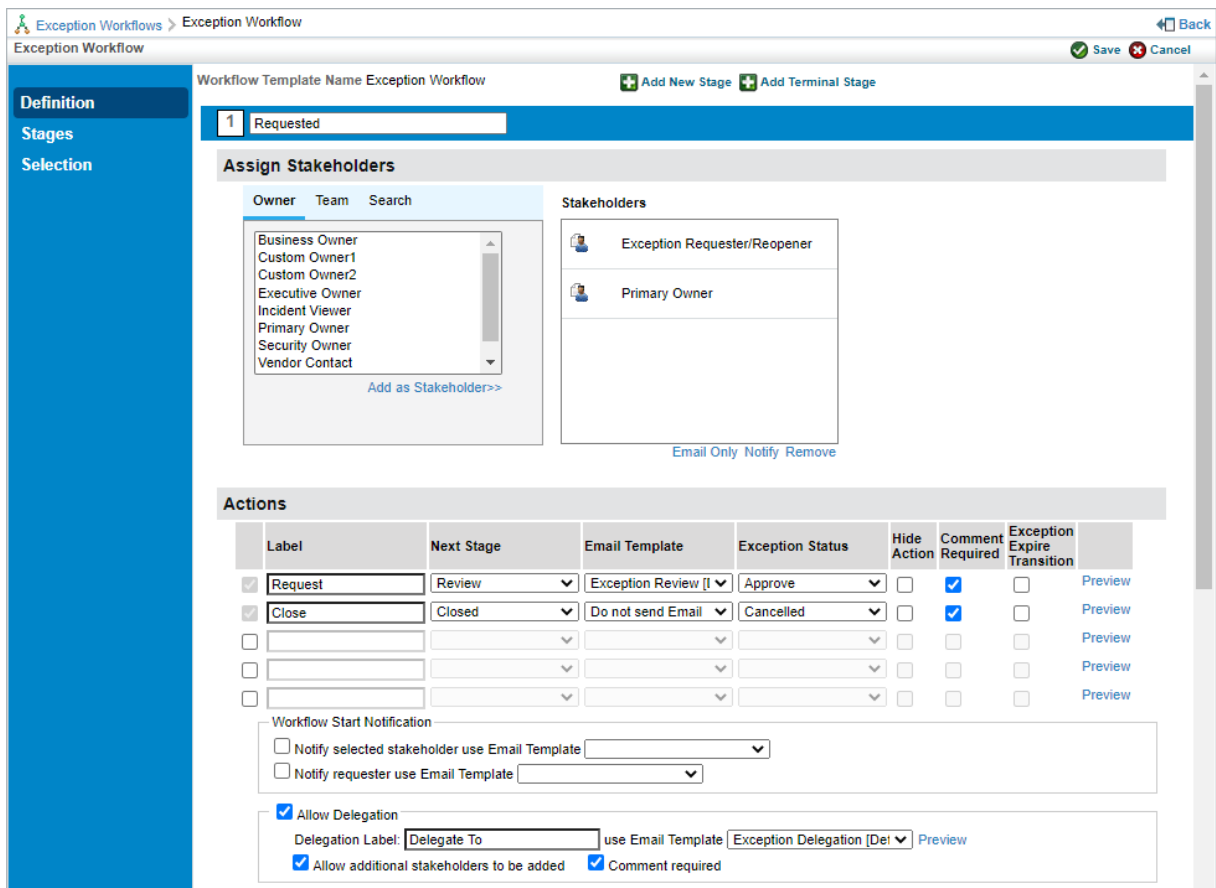 Exception Workflows > Exception Workflow
Back
Exception Workflow
Save Cancel
Definition
Stages
Selection
Workflow Template Name Exception Workflow
Add New Stage Add Terminal Stage
1 Requested
Assign Stakeholders
Owner Team Search
Business Owner
Custom Owner1
Custom Owner2
Executive Owner
Incident Viewer
Primary Owner
Security Owner
Vendor Contact
Add as Stakeholder>>
Stakeholders
Exception Requester/Reopener
Primary Owner
Email Only Notify Remove
Actions
Label Next Stage Email Template Exception Status Hide Action Comment Required Exception Expire Transition
Request Review Exception Review [ Approve Preview
Close Closed Do not send Email Cancelled Preview
Preview
Preview
Preview
Workflow Start Notification
Notify selected stakeholder use Email Template
Notify requester use Email Template
Allow Delegation
Delegation Label: Delegate To use Email Template Exception Delegation [De Preview
Allow additional stakeholders to be added Comment required